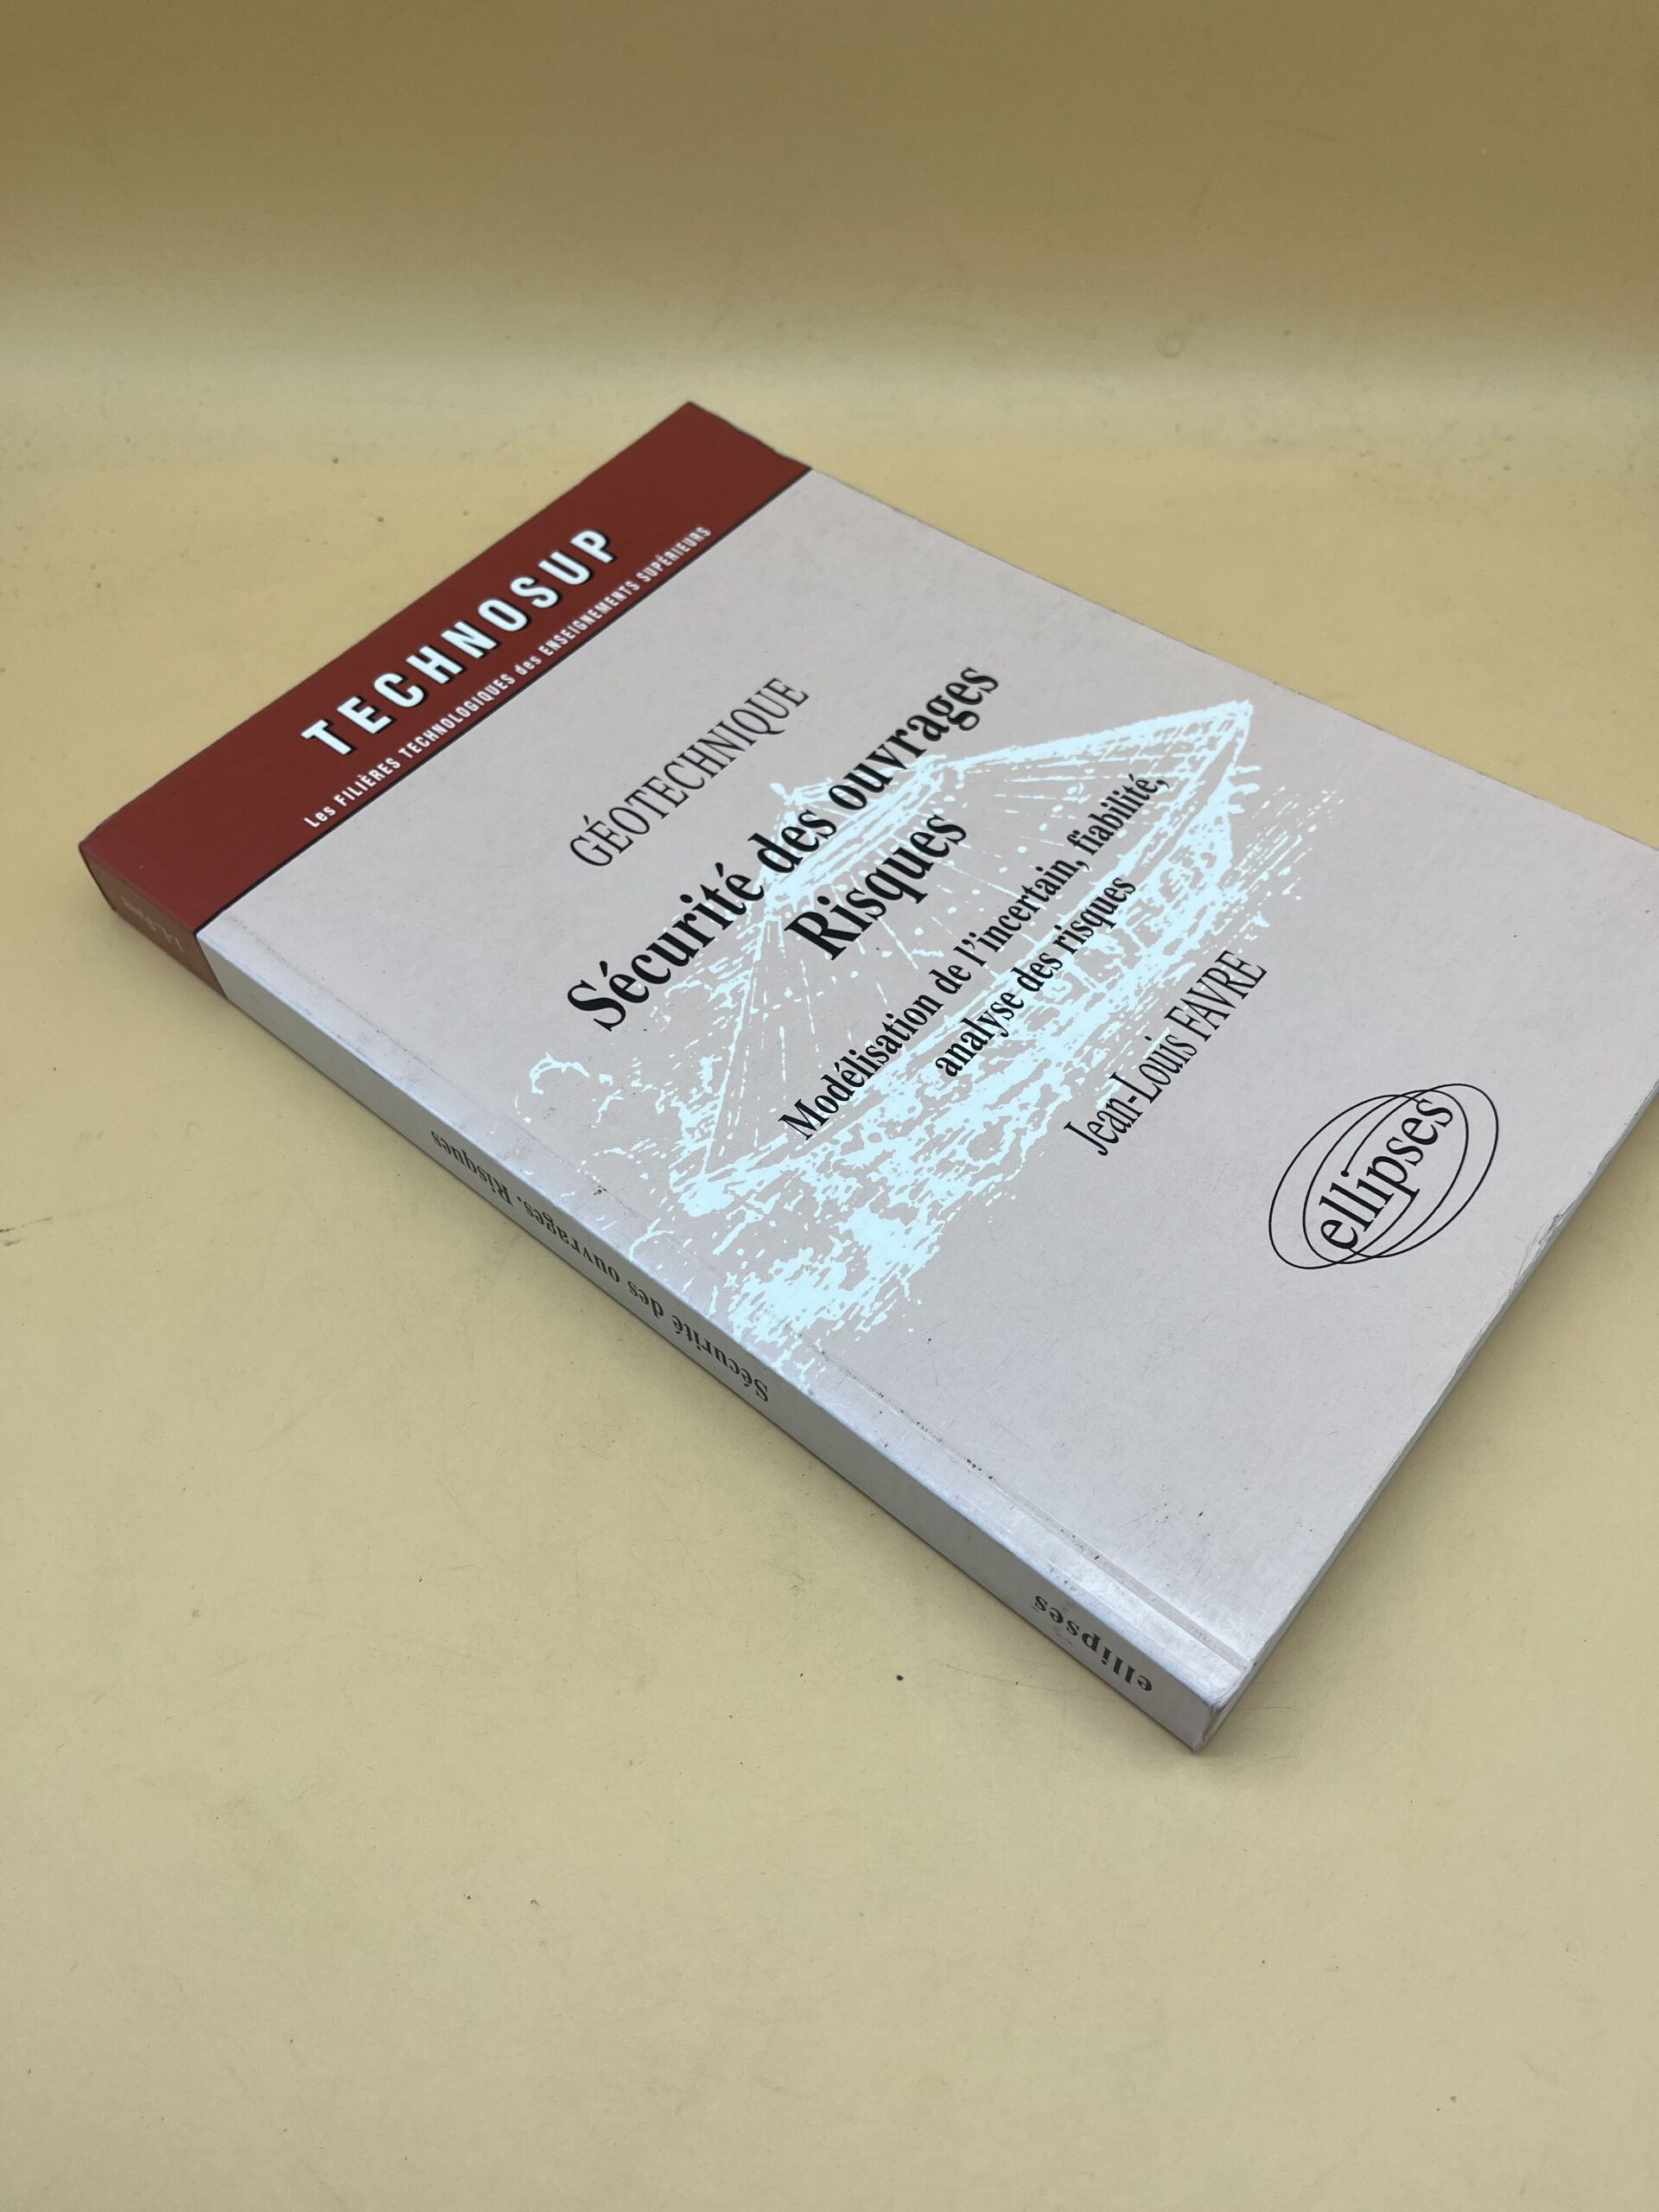 TECHNOSUP
Les FILIÈRES TECHNOLOGIQUES des ENSEIGNEMENTS SUPÉRIEURS
GÉOTECHNIQUE
Sécurité des ouvrages
Risques
Modélisation de l'incertain, fiabilité,
analyse des risques
Jean-Louis FAVRE
ellipses
Sécurité des ouvrages. Risques
ellipses